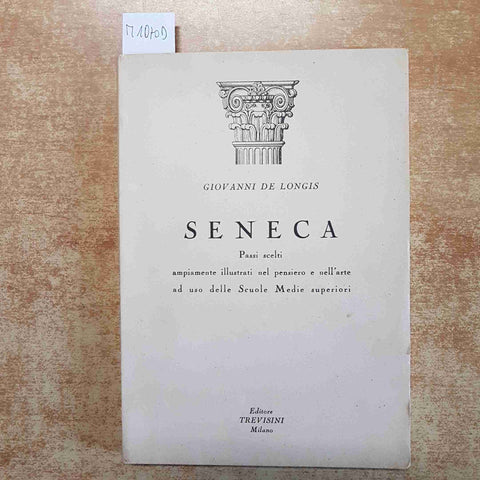 M1070D
GIOVANNI DE LONGIS
SENECA
Passi scelti
ampiamente illustrati nel pensiero e nell'arte
ad uso delle Scuole Medie superiori
Editore
TREVISINI
Milano